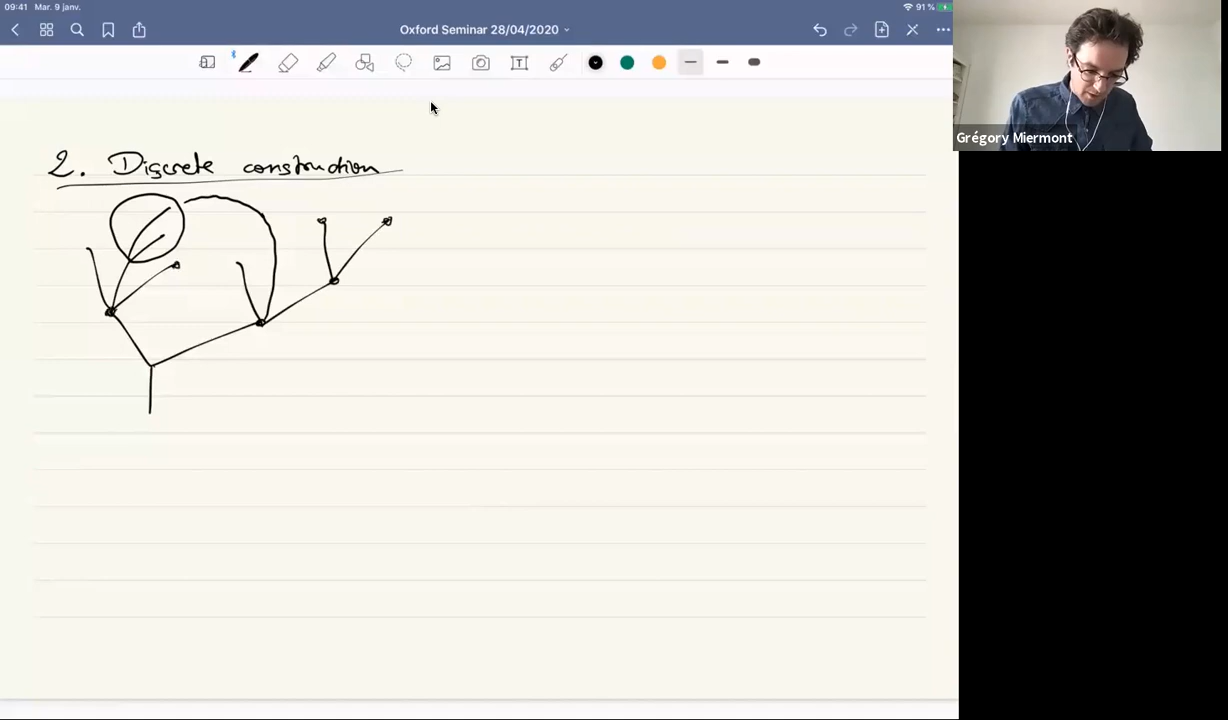 09:41 Mar. 9 janv.
91 %
Oxford Seminar 28/04/2020
T
Grégory Miermont
2. Discrete construction